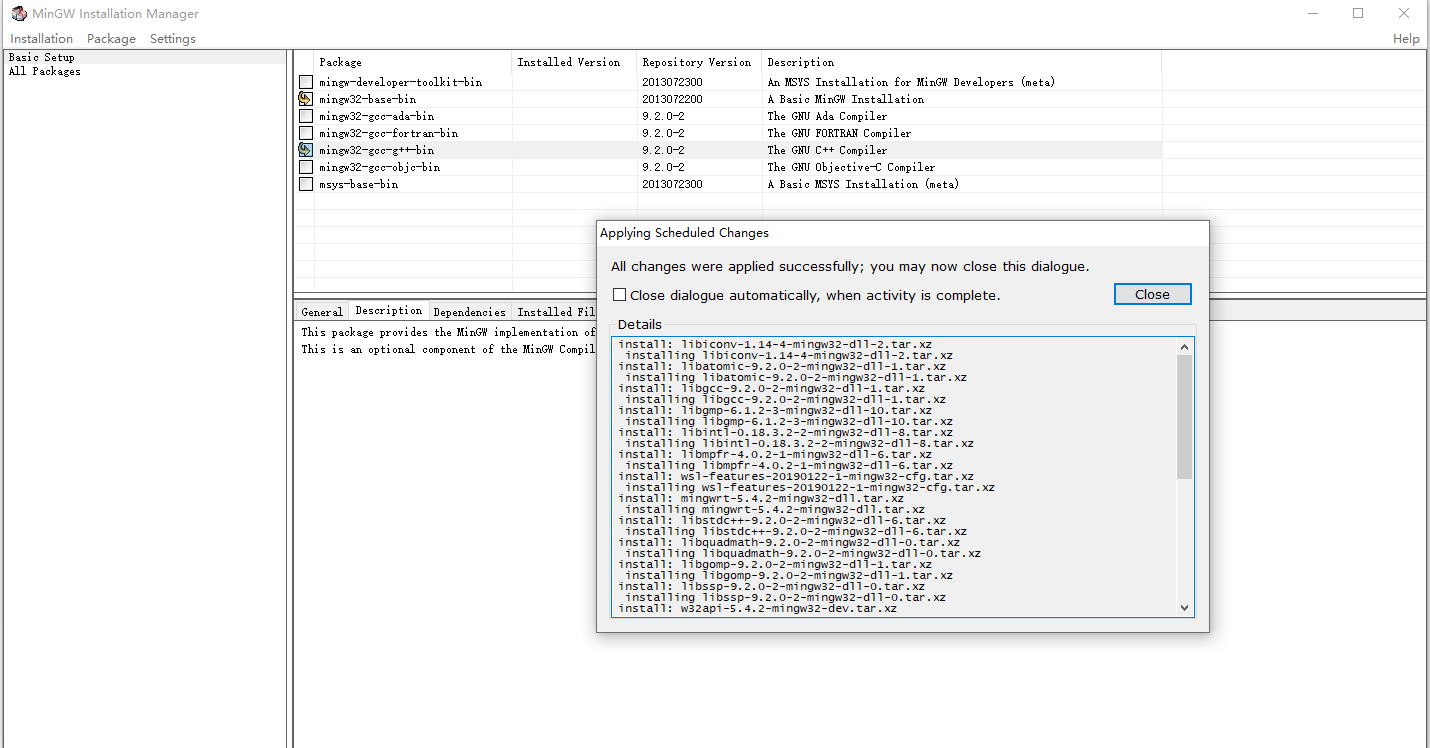 MinGW Installation Manager
Installation Package Settings Help
Basic Setup
All Packages
Package Installed Version Repository Version Description
mingw-developer-toolkit-bin 2013072300 An MSYS Installation for MinGW Developers (meta)
mingw32-base-bin 2013072200 A Basic MinGW Installation
mingw32-gcc-ada-bin 9.2.0-2 The GNU Ada Compiler
mingw32-gcc-fortran-bin 9.2.0-2 The GNU FORTRAN Compiler
mingw32-gcc-g++-bin 9.2.0-2 The GNU C++ Compiler
mingw32-gcc-objc-bin 9.2.0-2 The GNU Objective-C Compiler
msys-base-bin 2013072300 A Basic MSYS Installation (meta)
General Description Dependencies Installed Fil
This package provides the MinGW implementation of
This is an optional component of the MinGW Compil
Applying Scheduled Changes
All changes were applied successfully; you may now close this dialogue.
Close dialogue automatically, when activity is complete. Close
Details
install: libiconv-1.14-4-mingw32-dll-2.tar.xz
installing libiconv-1.14-4-mingw32-dll-2.tar.xz
install: libatomic-9.2.0-2-mingw32-dll-1.tar.xz
installing libatomic-9.2.0-2-mingw32-dll-1.tar.xz
install: libgcc-9.2.0-2-mingw32-dll-1.tar.xz
installing libgcc-9.2.0-2-mingw32-dll-1.tar.xz
install: libgmp-6.1.2-3-mingw32-dll-10.tar.xz
installing libgmp-6.1.2-3-mingw32-dll-10.tar.xz
install: libintl-0.18.3.2-2-mingw32-dll-8.tar.xz
installing libintl-0.18.3.2-2-mingw32-dll-8.tar.xz
install: libmpfr-4.0.2-1-mingw32-dll-6.tar.xz
installing libmpfr-4.0.2-1-mingw32-dll-6.tar.xz
install: wsl-features-20190122-1-mingw32-cfg.tar.xz
installing wsl-features-20190122-1-mingw32-cfg.tar.xz
install: mingwrt-5.4.2-mingw32-dll.tar.xz
installing mingwrt-5.4.2-mingw32-dll.tar.xz
install: libstdc++-9.2.0-2-mingw32-dll-6.tar.xz
installing libstdc++-9.2.0-2-mingw32-dll-6.tar.xz
install: libquadmath-9.2.0-2-mingw32-dll-0.tar.xz
installing libquadmath-9.2.0-2-mingw32-dll-0.tar.xz
install: libgomp-9.2.0-2-mingw32-dll-1.tar.xz
installing libgomp-9.2.0-2-mingw32-dll-1.tar.xz
install: libssp-9.2.0-2-mingw32-dll-0.tar.xz
installing libssp-9.2.0-2-mingw32-dll-0.tar.xz
install: w32api-5.4.2-mingw32-dev.tar.xz